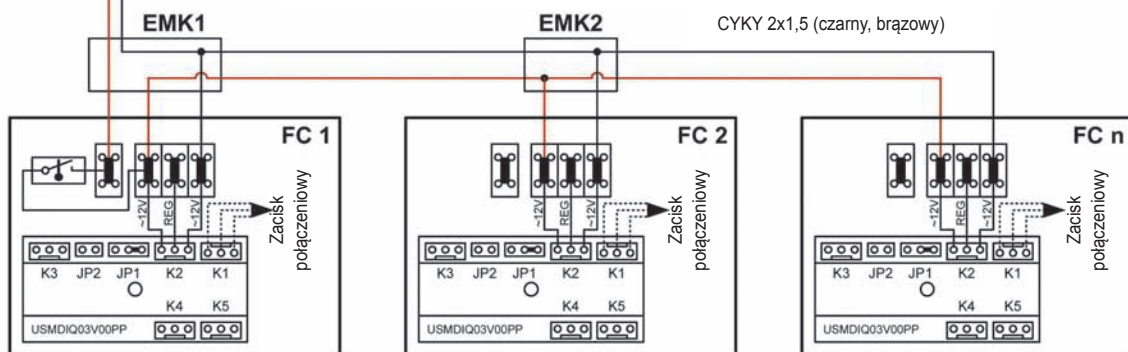 EMK1
EMK2
CYKY 2x1,5 (czarny, brązowy)
FC 1
~12V
REG
~12V
Zacisk
połączeniowy
K3 JP2 JP1 K2 K1
K4 K5
USMDIQ03V00PP
FC 2
~12V
REG
~12V
Zacisk
połączeniowy
K3 JP2 JP1 K2 K1
K4 K5
USMDIQ03V00PP
FC n
~12V
REG
~12V
Zacisk
połączeniowy
K3 JP2 JP1 K2 K1
K4 K5
USMDIQ03V00PP